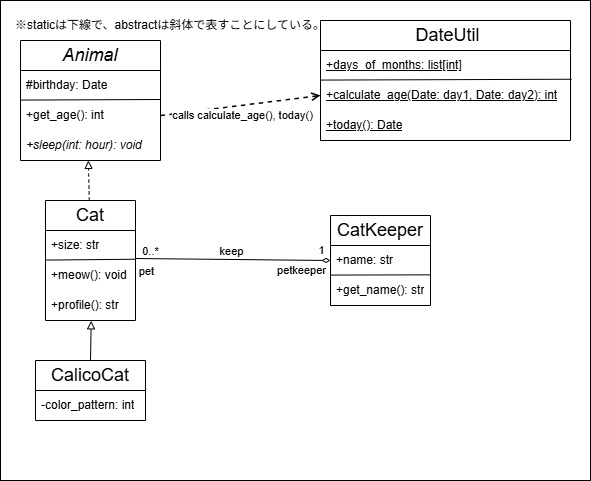 ※staticは下線で、abstractは斜体で表すことにしている。
Animal
#birthday: Date
+get_age(): int
+sleep(int: hour): void
calls calculate_age(), today()
DateUtil
+days_of_months: list[int]
+calculate_age(Date: day1, Date: day2): int
+today(): Date
Cat
+size: str
+meow(): void
+profile(): str
0..*
keep
1
pet
petkeeper
CatKeeper
+name: str
+get_name(): str
CalicoCat
-color_pattern: int